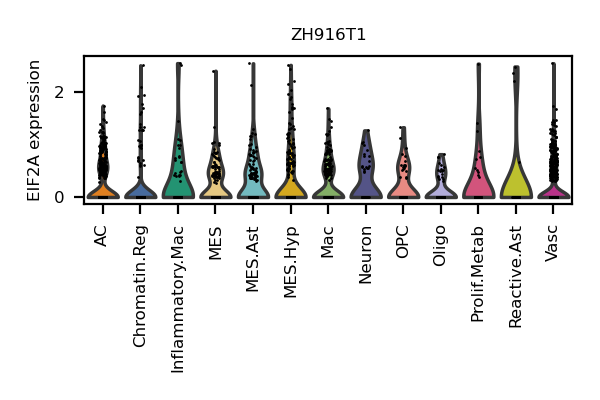 ZH916T1
EIF2A expression
2
0
AC
Chromatin.Reg
Inflammatory.Mac
MES
MES.Ast
MES.Hyp
Mac
Neuron
OPC
Oligo
Prolif.Metab
Reactive.Ast
Vasc